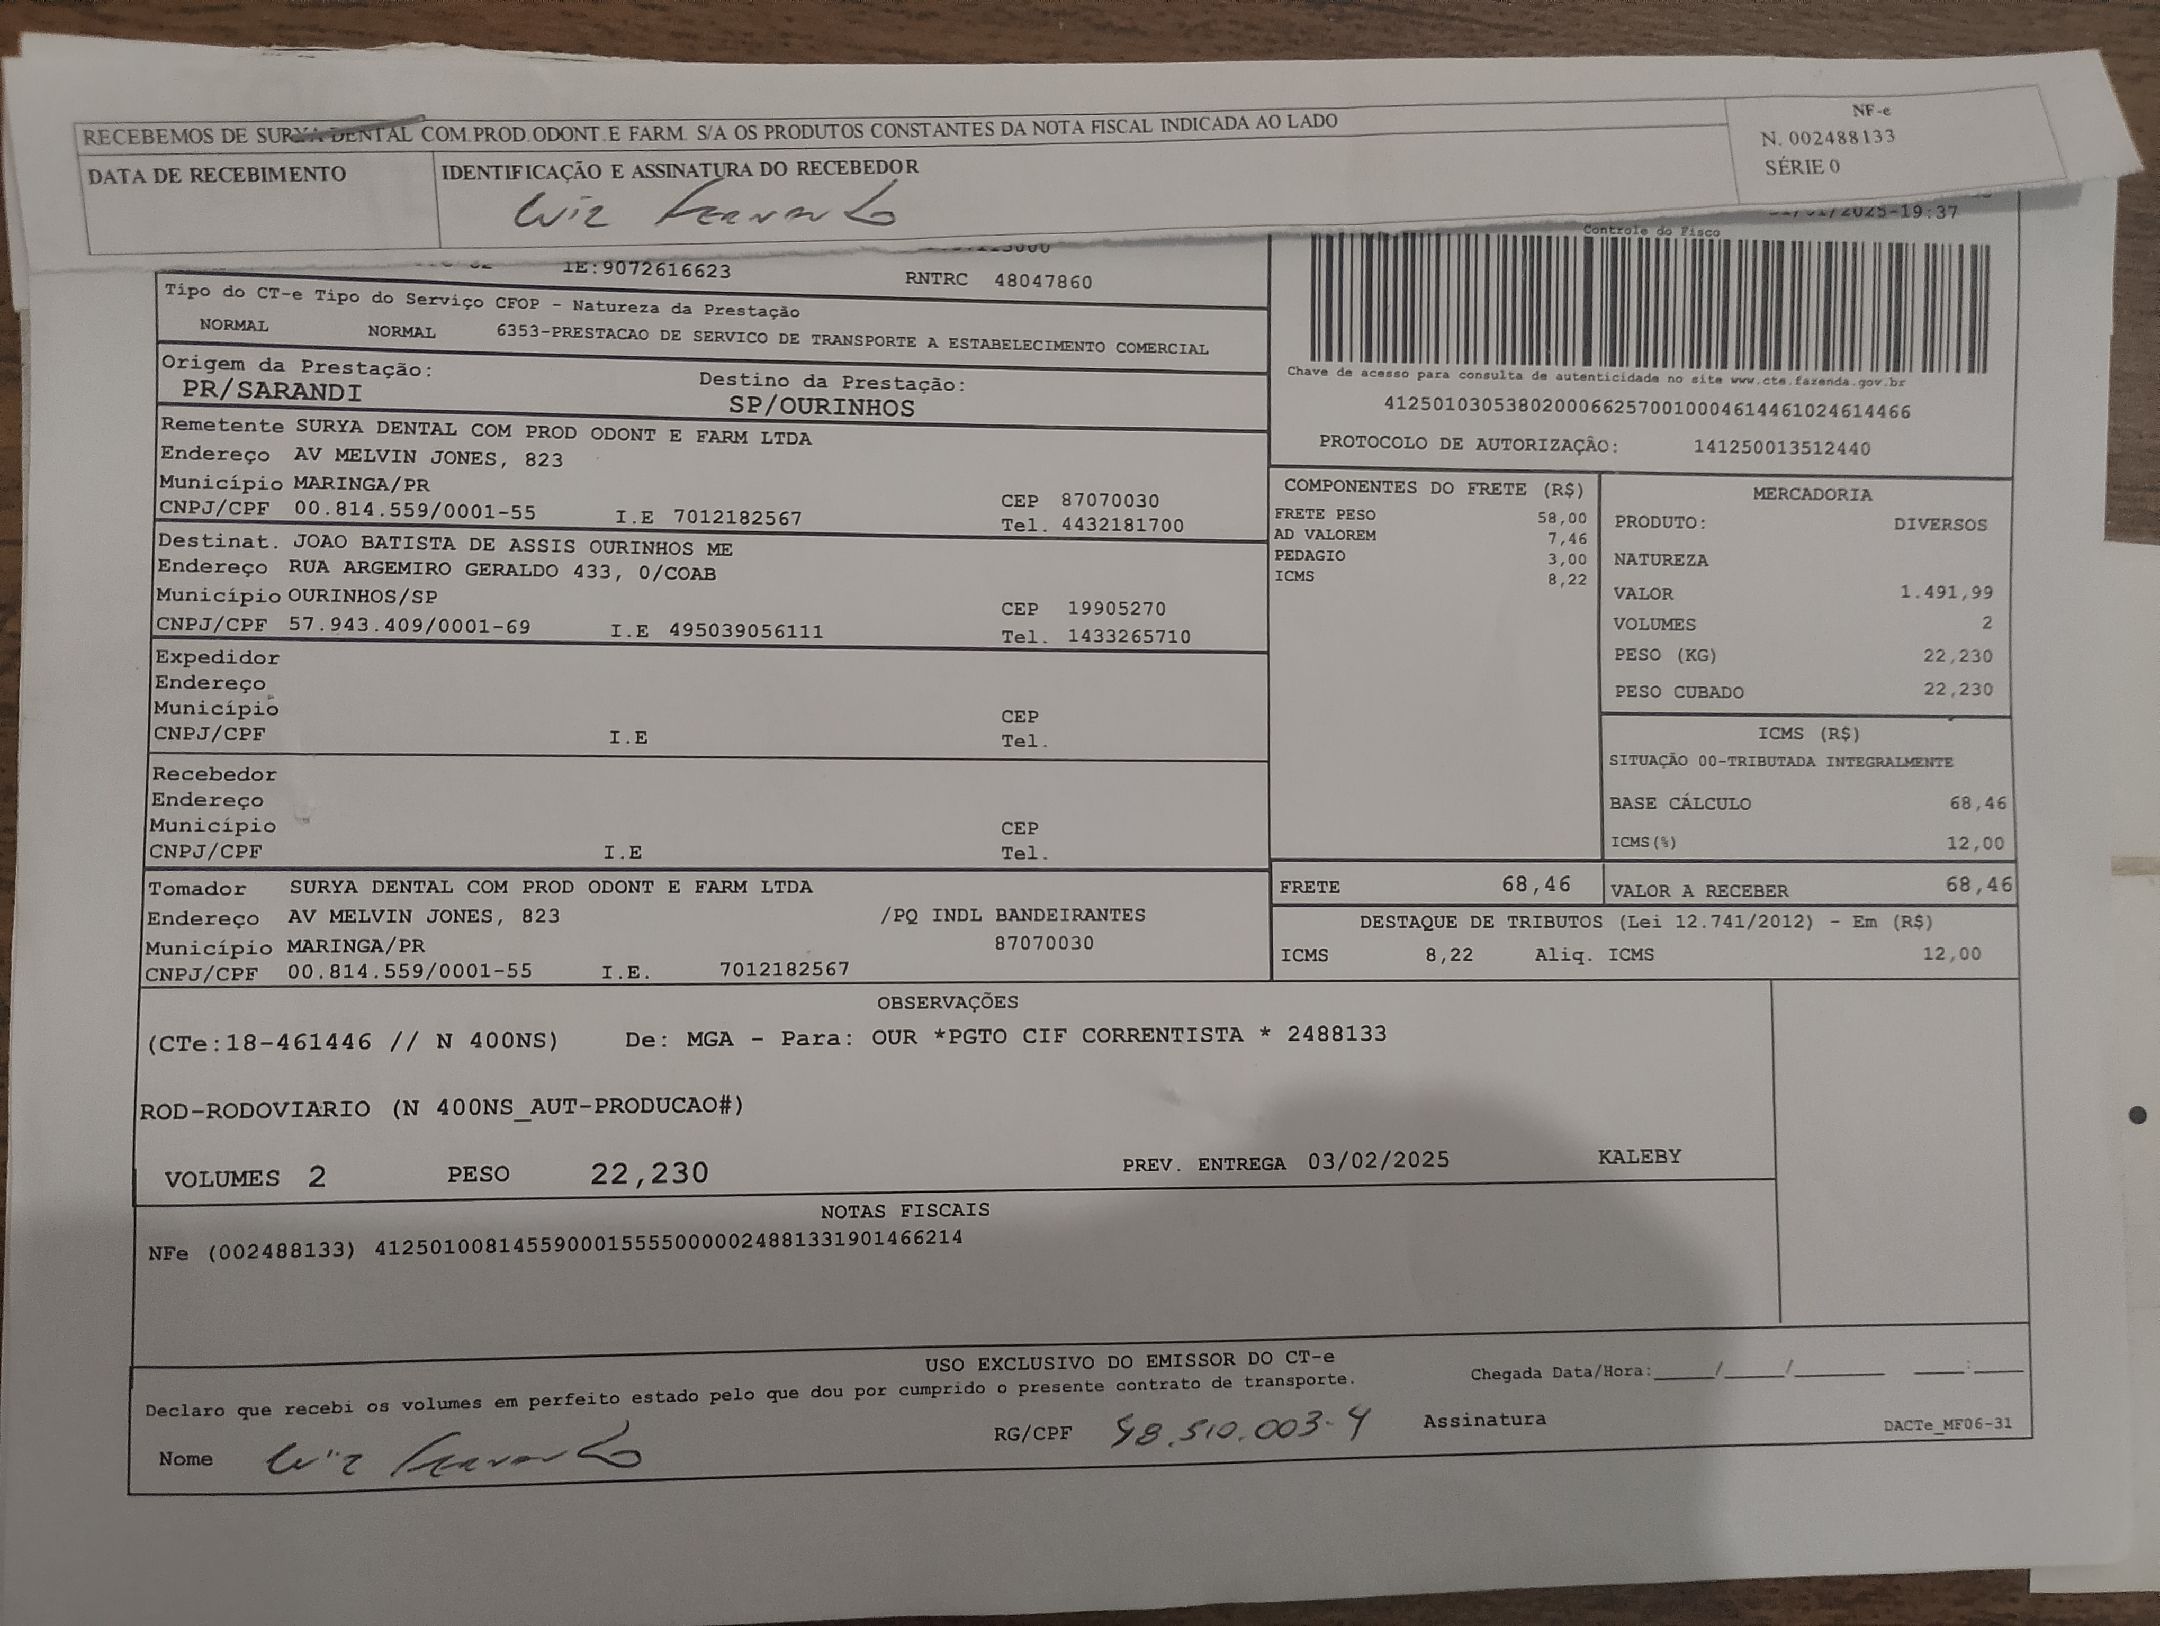 RECEBEMOS DE SURYA DENTAL COM.PROD.ODONT.E FARM. S/A OS PRODUTOS CONSTANTES DA NOTA FISCAL INDICADA AO LADO
NF-e
N. 002488133
SÉRIE 0
DATA DE RECEBIMENTO
IDENTIFICAÇÃO E ASSINATURA DO RECEBEDOR
Luiz Fernando
/2025-19:37
IE:9072616623 RNTRC 48047860
Tipo do CT-e Tipo do Serviço CFOP - Natureza da Prestação
NORMAL NORMAL 6353-PRESTACAO DE SERVICO DE TRANSPORTE A ESTABELECIMENTO COMERCIAL
Origem da Prestação: Destino da Prestação:
PR/SARANDI SP/OURINHOS
Controle do Fisco
Chave de acesso para consulta de autenticidade no site www.cte.fazenda.gov.br
41250103053802000662570010004614461024614466
PROTOCOLO DE AUTORIZAÇÃO: 141250013512440
Remetente SURYA DENTAL COM PROD ODONT E FARM LTDA
Endereço AV MELVIN JONES, 823
Município MARINGA/PR CEP 87070030
CNPJ/CPF 00.814.559/0001-55 I.E 7012182567 Tel. 4432181700
Destinat. JOAO BATISTA DE ASSIS OURINHOS ME
Endereço RUA ARGEMIRO GERALDO 433, 0/COAB
Município OURINHOS/SP CEP 19905270
CNPJ/CPF 57.943.409/0001-69 I.E 495039056111 Tel. 1433265710
Expedidor
Endereço
Município CEP
CNPJ/CPF I.E Tel.
Recebedor
Endereço
Município CEP
CNPJ/CPF I.E Tel.
Tomador SURYA DENTAL COM PROD ODONT E FARM LTDA
Endereço AV MELVIN JONES, 823 /PQ INDL BANDEIRANTES
Município MARINGA/PR 87070030
CNPJ/CPF 00.814.559/0001-55 I.E. 7012182567
COMPONENTES DO FRETE (R$)
FRETE PESO 58,00
AD VALOREM 7,46
PEDAGIO 3,00
ICMS 8,22
MERCADORIA
PRODUTO: DIVERSOS
NATUREZA
VALOR 1.491,99
VOLUMES 2
PESO (KG) 22,230
PESO CUBADO 22,230
ICMS (R$)
SITUAÇÃO 00-TRIBUTADA INTEGRALMENTE
BASE CÁLCULO 68,46
ICMS(%) 12,00
FRETE 68,46 VALOR A RECEBER 68,46
DESTAQUE DE TRIBUTOS (Lei 12.741/2012) - Em (R$)
ICMS 8,22 Aliq. ICMS 12,00
OBSERVAÇÕES
(CTe:18-461446 // N 400NS) De: MGA - Para: OUR *PGTO CIF CORRENTISTA * 2488133
ROD-RODOVIARIO (N 400NS_AUT-PRODUCAO#)
VOLUMES 2 PESO 22,230 PREV. ENTREGA 03/02/2025 KALEBY
NOTAS FISCAIS
NFe (002488133) 41250100814559000155550000024881331901466214
USO EXCLUSIVO DO EMISSOR DO CT-e
Declaro que recebi os volumes em perfeito estado pelo que dou por cumprido o presente contrato de transporte. Chegada Data/Hora:____/____/______ ___:___
Nome Luiz Fernando RG/CPF 48.510.003-4 Assinatura DACTe_MF06-31